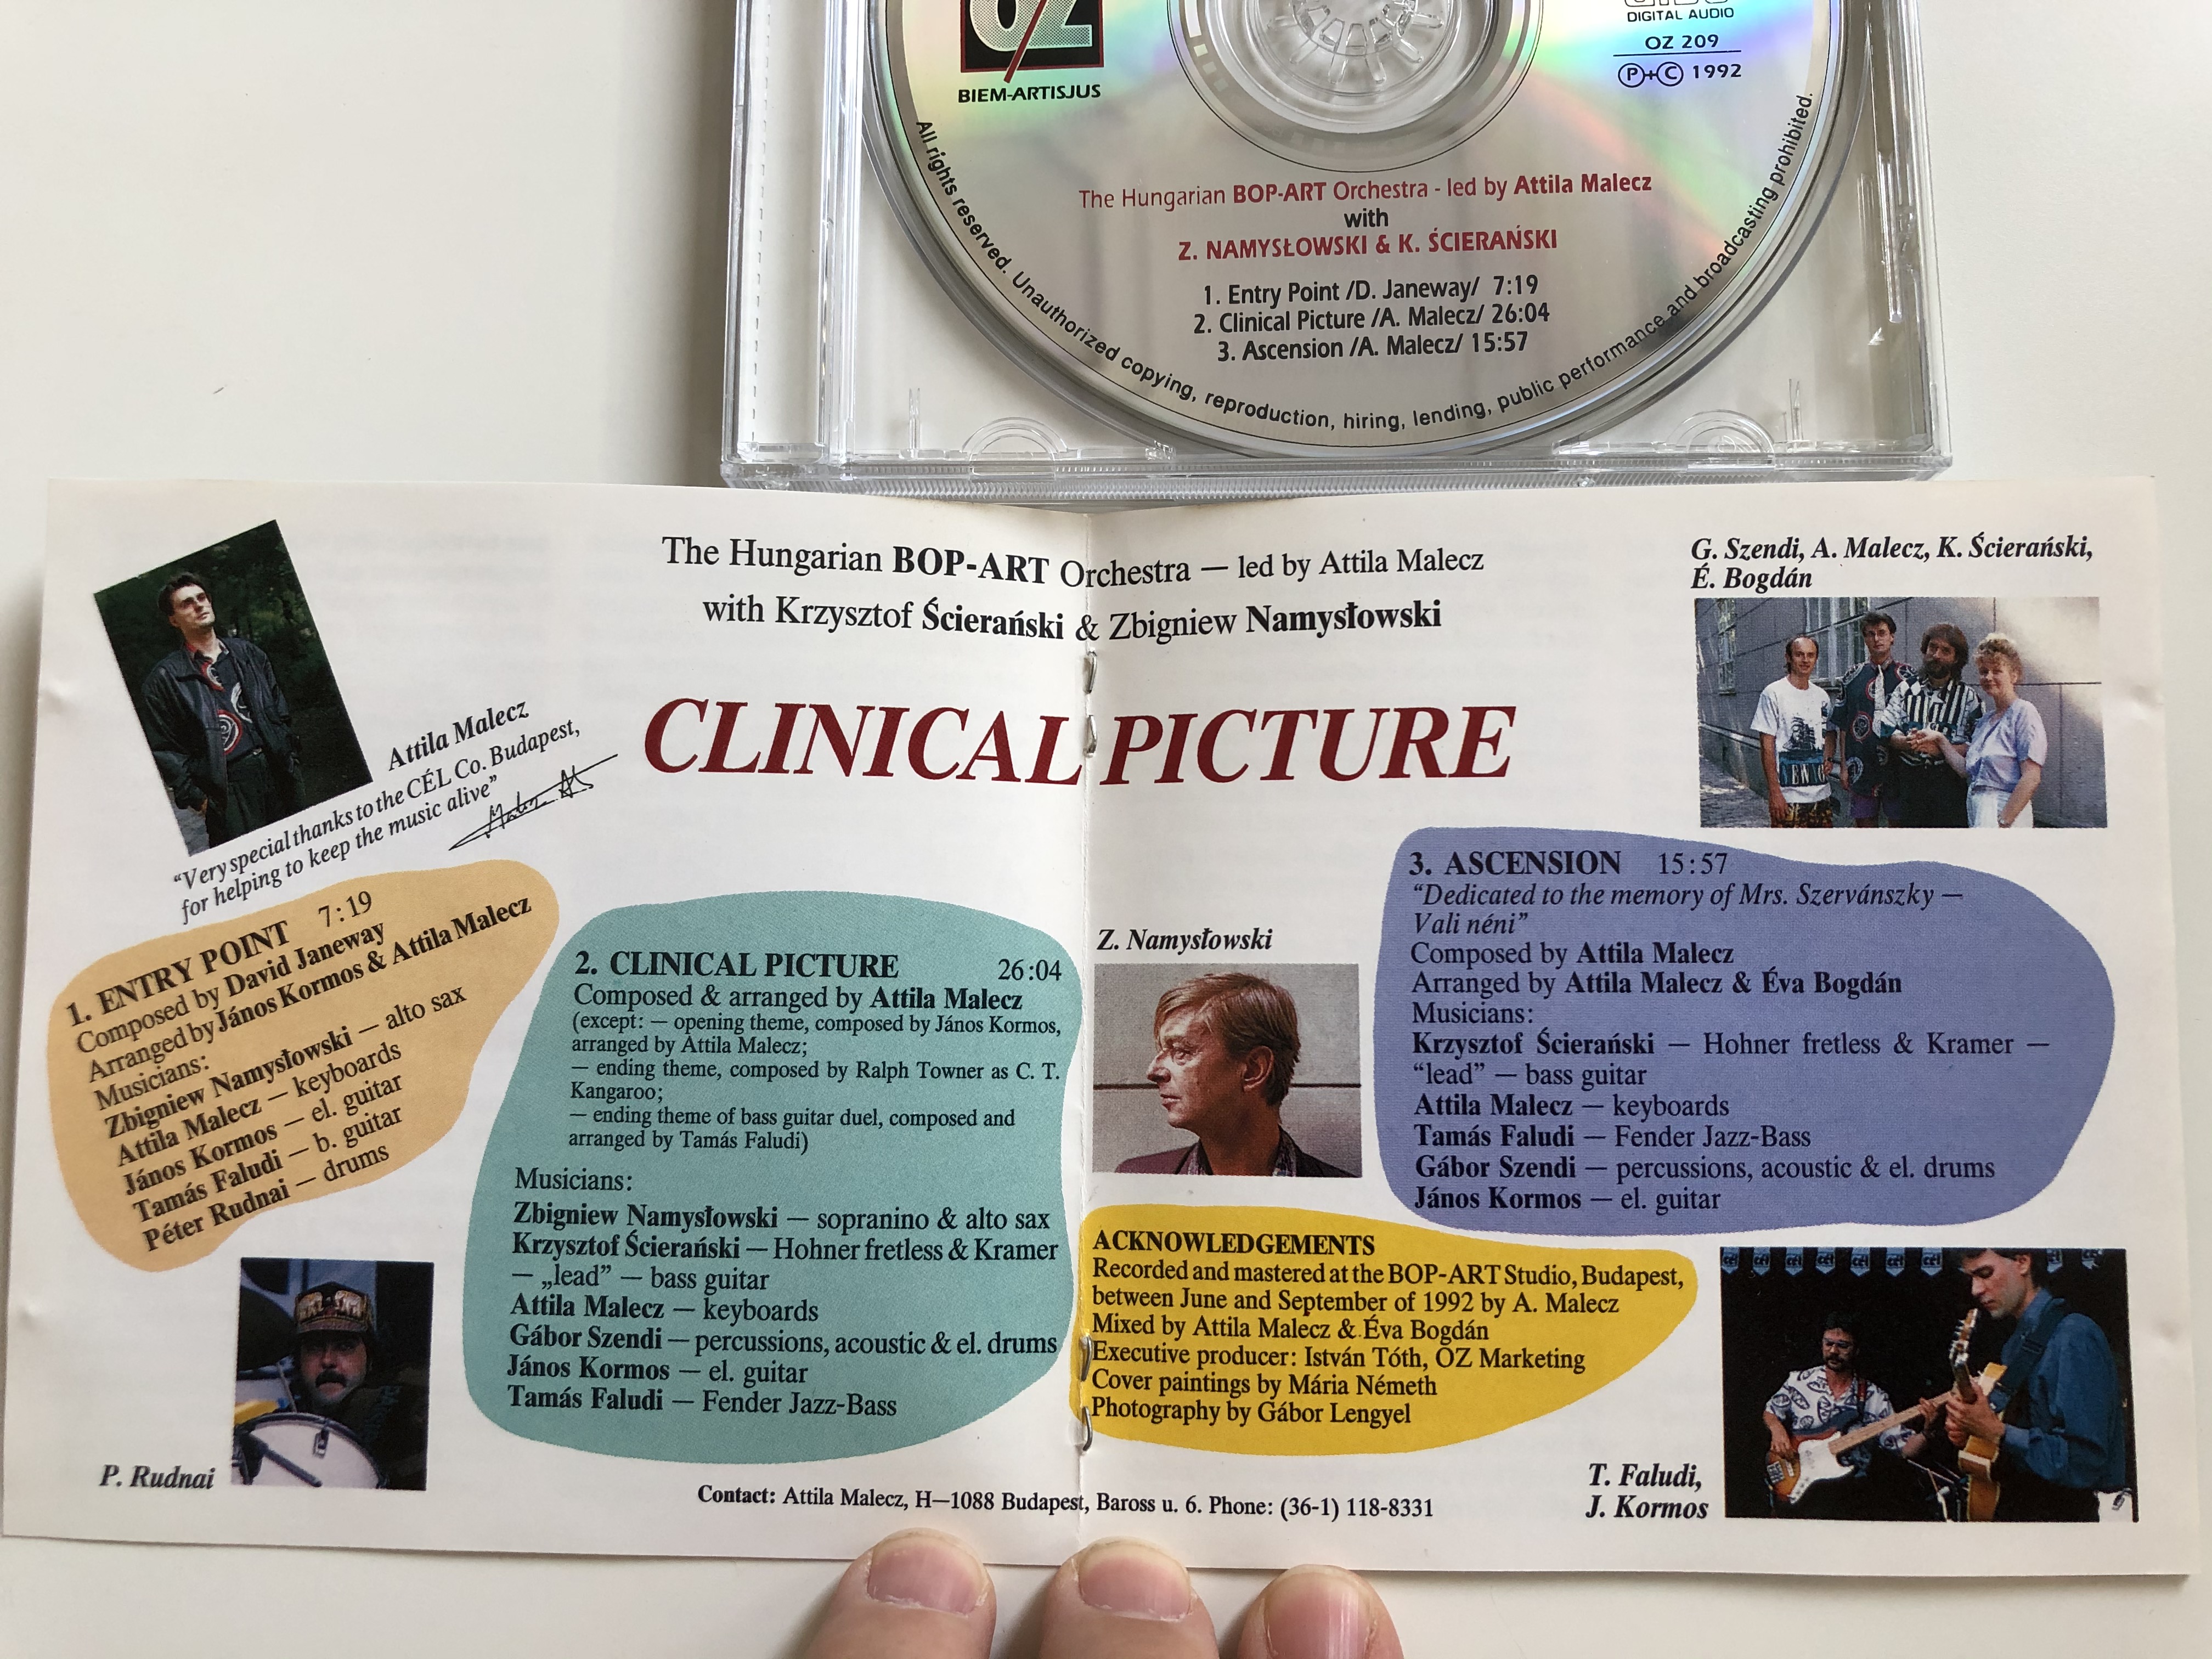 OZ
BIEM-ARTISJUS
DIGITAL AUDIO
OZ 209
P+C 1992
All rights reserved. Unauthorized copying, reproduction, hiring, lending, public performance and broadcasting prohibited.
The Hungarian BOP-ART Orchestra - led by Attila Malecz
with
Z. NAMYSŁOWSKI & K. ŚCIERAŃSKI
1. Entry Point /D. Janeway/ 7:19
2. Clinical Picture /A. Malecz/ 26:04
3. Ascension /A. Malecz/ 15:57
The Hungarian BOP-ART Orchestra — led by Attila Malecz
with Krzysztof Ścierański & Zbigniew Namysłowski
CLINICAL PICTURE
Attila Malecz
“Very special thanks to the CÉL Co. Budapest,
for helping to keep the music alive”
1. ENTRY POINT 7:19
Composed by David Janeway
Arranged by János Kormos & Attila Malecz
Musicians:
Zbigniew Namysłowski — alto sax
Attila Malecz — keyboards
János Kormos — el. guitar
Tamás Faludi — b. guitar
Péter Rudnai — drums
P. Rudnai
2. CLINICAL PICTURE 26:04
Composed & arranged by Attila Malecz
(except: — opening theme, composed by János Kormos,
arranged by Attila Malecz;
— ending theme, composed by Ralph Towner as C. T.
Kangaroo;
— ending theme of bass guitar duel, composed and
arranged by Tamás Faludi)
Musicians:
Zbigniew Namysłowski — sopranino & alto sax
Krzysztof Ścierański — Hohner fretless & Kramer
— „lead” — bass guitar
Attila Malecz — keyboards
Gábor Szendi — percussions, acoustic & el. drums
János Kormos — el. guitar
Tamás Faludi — Fender Jazz-Bass
Z. Namysłowski
G. Szendi, A. Malecz, K. Ścierański,
É. Bogdán
3. ASCENSION 15:57
“Dedicated to the memory of Mrs. Szervánszky —
Vali néni”
Composed by Attila Malecz
Arranged by Attila Malecz & Éva Bogdán
Musicians:
Krzysztof Ścierański — Hohner fretless & Kramer —
“lead” — bass guitar
Attila Malecz — keyboards
Tamás Faludi — Fender Jazz-Bass
Gábor Szendi — percussions, acoustic & el. drums
János Kormos — el. guitar
ACKNOWLEDGEMENTS
Recorded and mastered at the BOP-ART Studio, Budapest,
between June and September of 1992 by A. Malecz
Mixed by Attila Malecz & Éva Bogdán
Executive producer: István Tóth, OZ Marketing
Cover paintings by Mária Németh
Photography by Gábor Lengyel
T. Faludi,
J. Kormos
Contact: Attila Malecz, H—1088 Budapest, Baross u. 6. Phone: (36-1) 118-8331